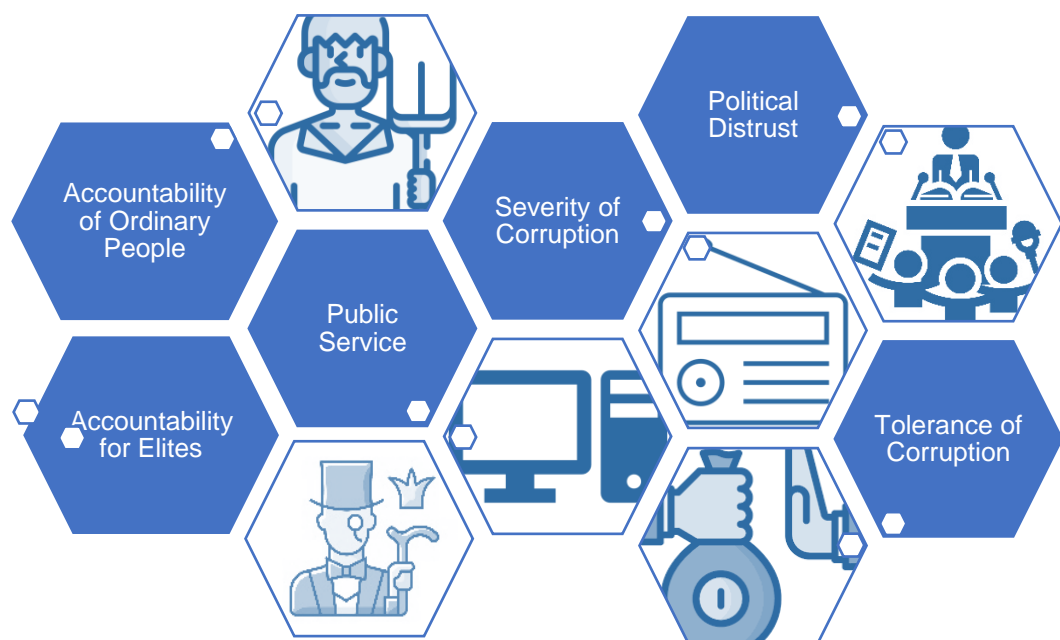 Accountability
of Ordinary
People
Accountability
for Elites
Public
Service
Severity of
Corruption
Political
Distrust
Tolerance of
Corruption